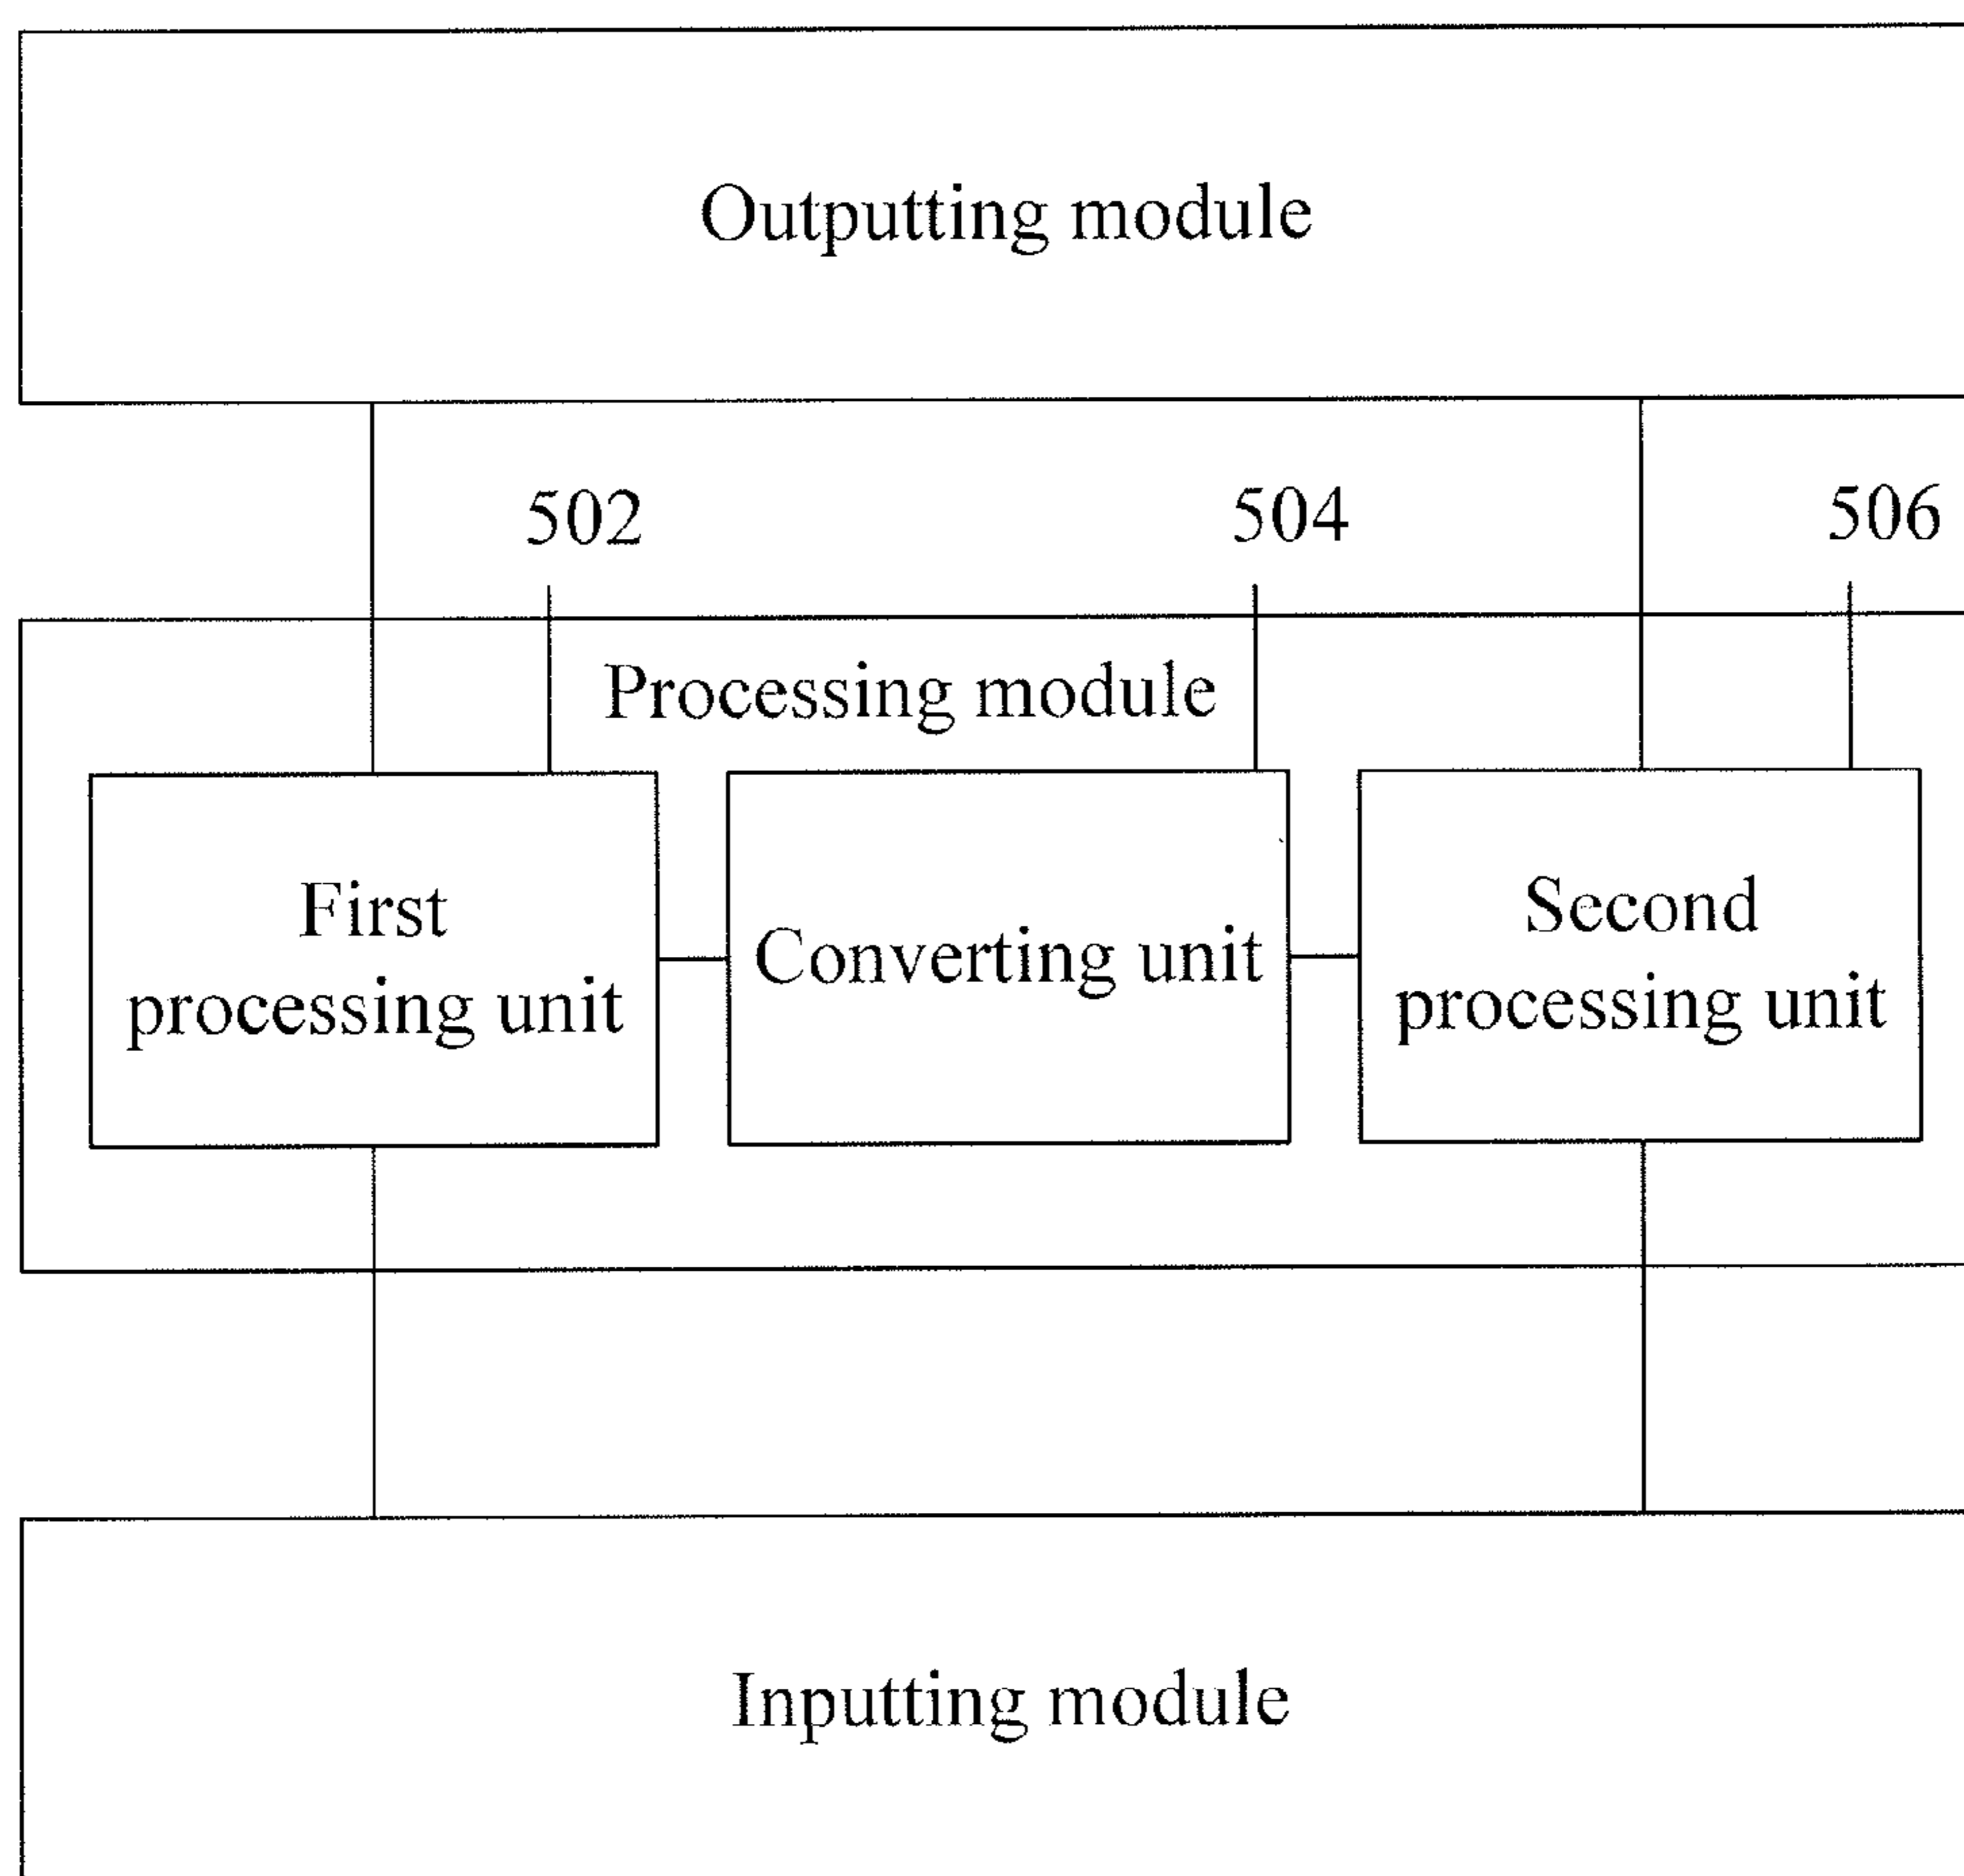 Outputting module
502 504 506
Processing module
First
processing unit
Converting unit
Second
processing unit
Inputting module